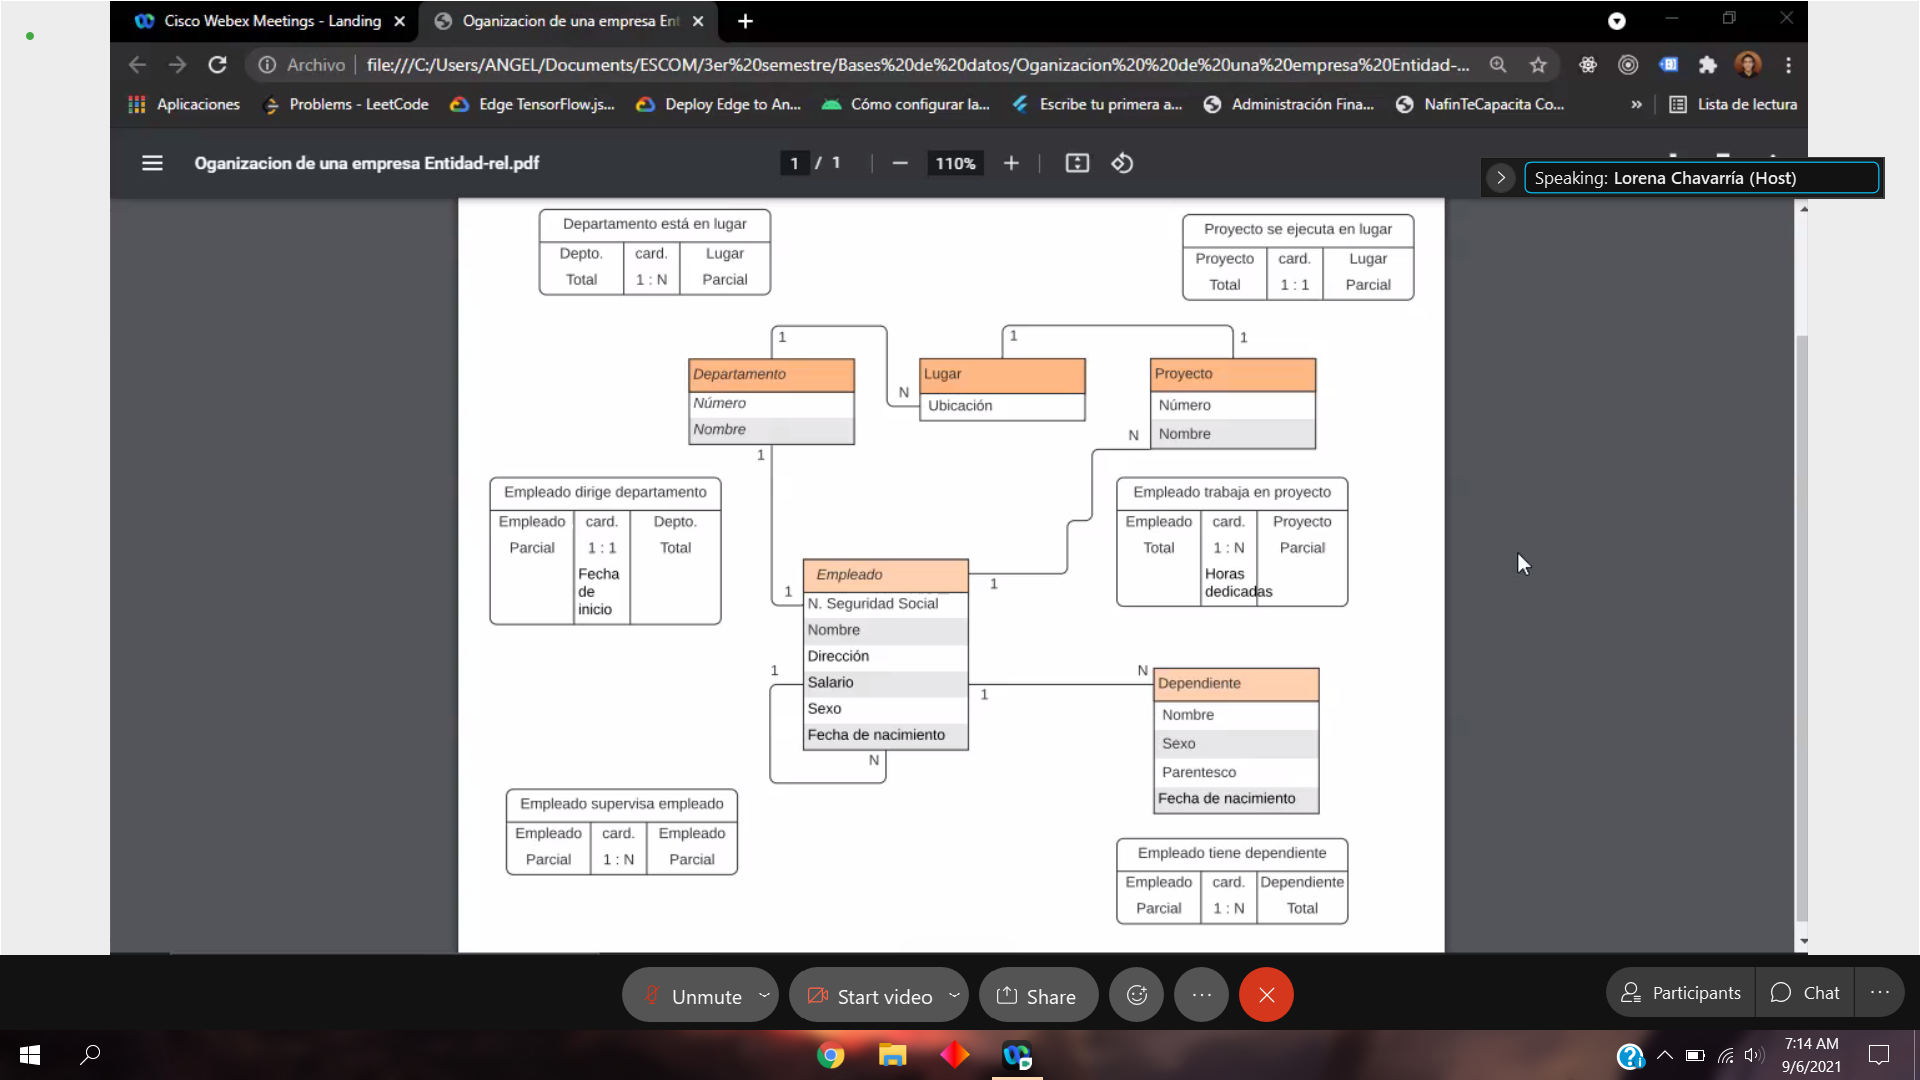 Cisco Webex Meetings - Landing
Oganizacion de una empresa Ent
Archivo
file:///C:/Users/ANGEL/Documents/ESCOM/3er%20semestre/Bases%20de%20datos/Oganizacion%20%20de%20una%20empresa%20Entidad-...
Aplicaciones
Problems - LeetCode
Edge TensorFlow.js...
Deploy Edge to An...
Cómo configurar la...
Escribe tu primera a...
Administración Fina...
NafinTeCapacita Co...
»
Lista de lectura
Oganizacion de una empresa Entidad-rel.pdf
1 / 1
110%
Speaking: Lorena Chavarría (Host)
Departamento está en lugar
Depto. card. Lugar
Total 1 : N Parcial
Proyecto se ejecuta en lugar
Proyecto card. Lugar
Total 1 : 1 Parcial
1
1
1
Departamento
Número
Nombre
N
Lugar
Ubicación
Proyecto
Número
Nombre
N
1
Empleado dirige departamento
Empleado card. Depto.
Parcial 1 : 1 Total
Fecha
de
inicio
Empleado trabaja en proyecto
Empleado card. Proyecto
Total 1 : N Parcial
Horas
dedicadas
1
1
Empleado
N. Seguridad Social
Nombre
Dirección
Salario
Sexo
Fecha de nacimiento
1
N
1
N
Dependiente
Nombre
Sexo
Parentesco
Fecha de nacimiento
Empleado supervisa empleado
Empleado card. Empleado
Parcial 1 : N Parcial
Empleado tiene dependiente
Empleado card. Dependiente
Parcial 1 : N Total
Unmute
Start video
Share
Participants
Chat
7:14 AM
9/6/2021